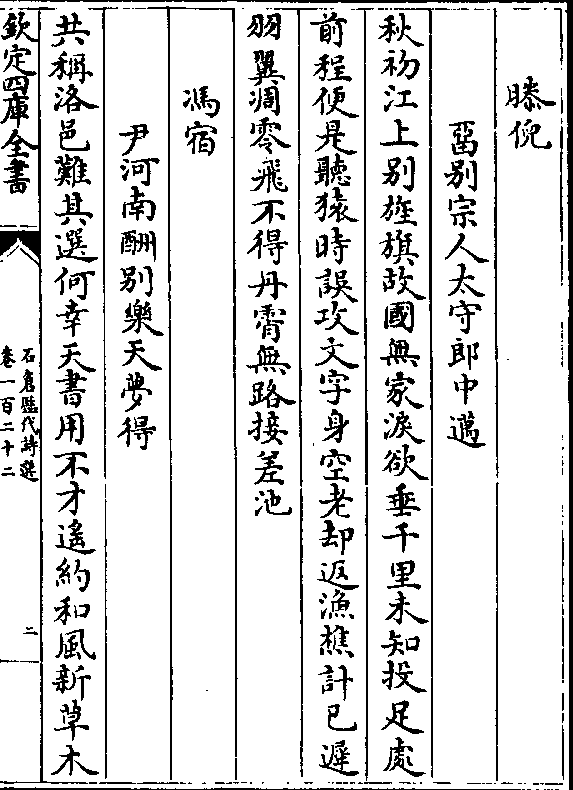 滕倪
畱别宗人太守郎中邁
秋初江上别旌旗故國無家淚欲垂千里未知投足處
前程便是聽猿時誤攻文字身空老却返漁樵計已遲
羽翼凋零飛不得丹霄無路接差池
馮宿
尹河南酬别樂天夢得
共稱洛邑難其選何幸天書用不才遙約和風新草木
欽定四庫全書
石倉歷代詩選
卷一百二十二
二